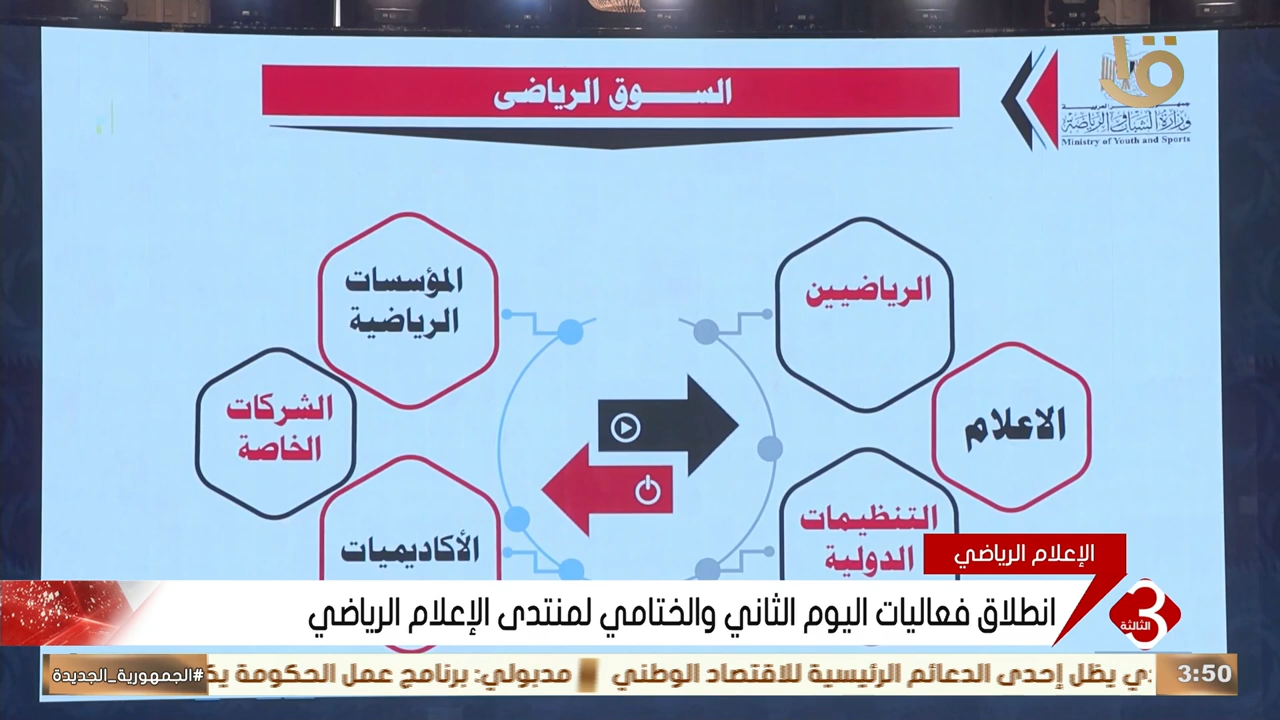 السـوق الرياضى
وزارة الشباب والرياضة
Ministry of Youth and Sports
الرياضيين
المؤسسات
الرياضية
الاعلام
الشركات
الخاصة
التنظيمات
الدولية
الأكاديميات
الإعلام الرياضي
انطلاق فعاليات اليوم الثاني والختامي لمنتدى الإعلام الرياضي
3
الثالثة
3:50
يظل إحدى الدعائم الرئيسية للاقتصاد الوطني
مدبولي: برنامج عمل الحكومة
#الجمهورية_الجديدة